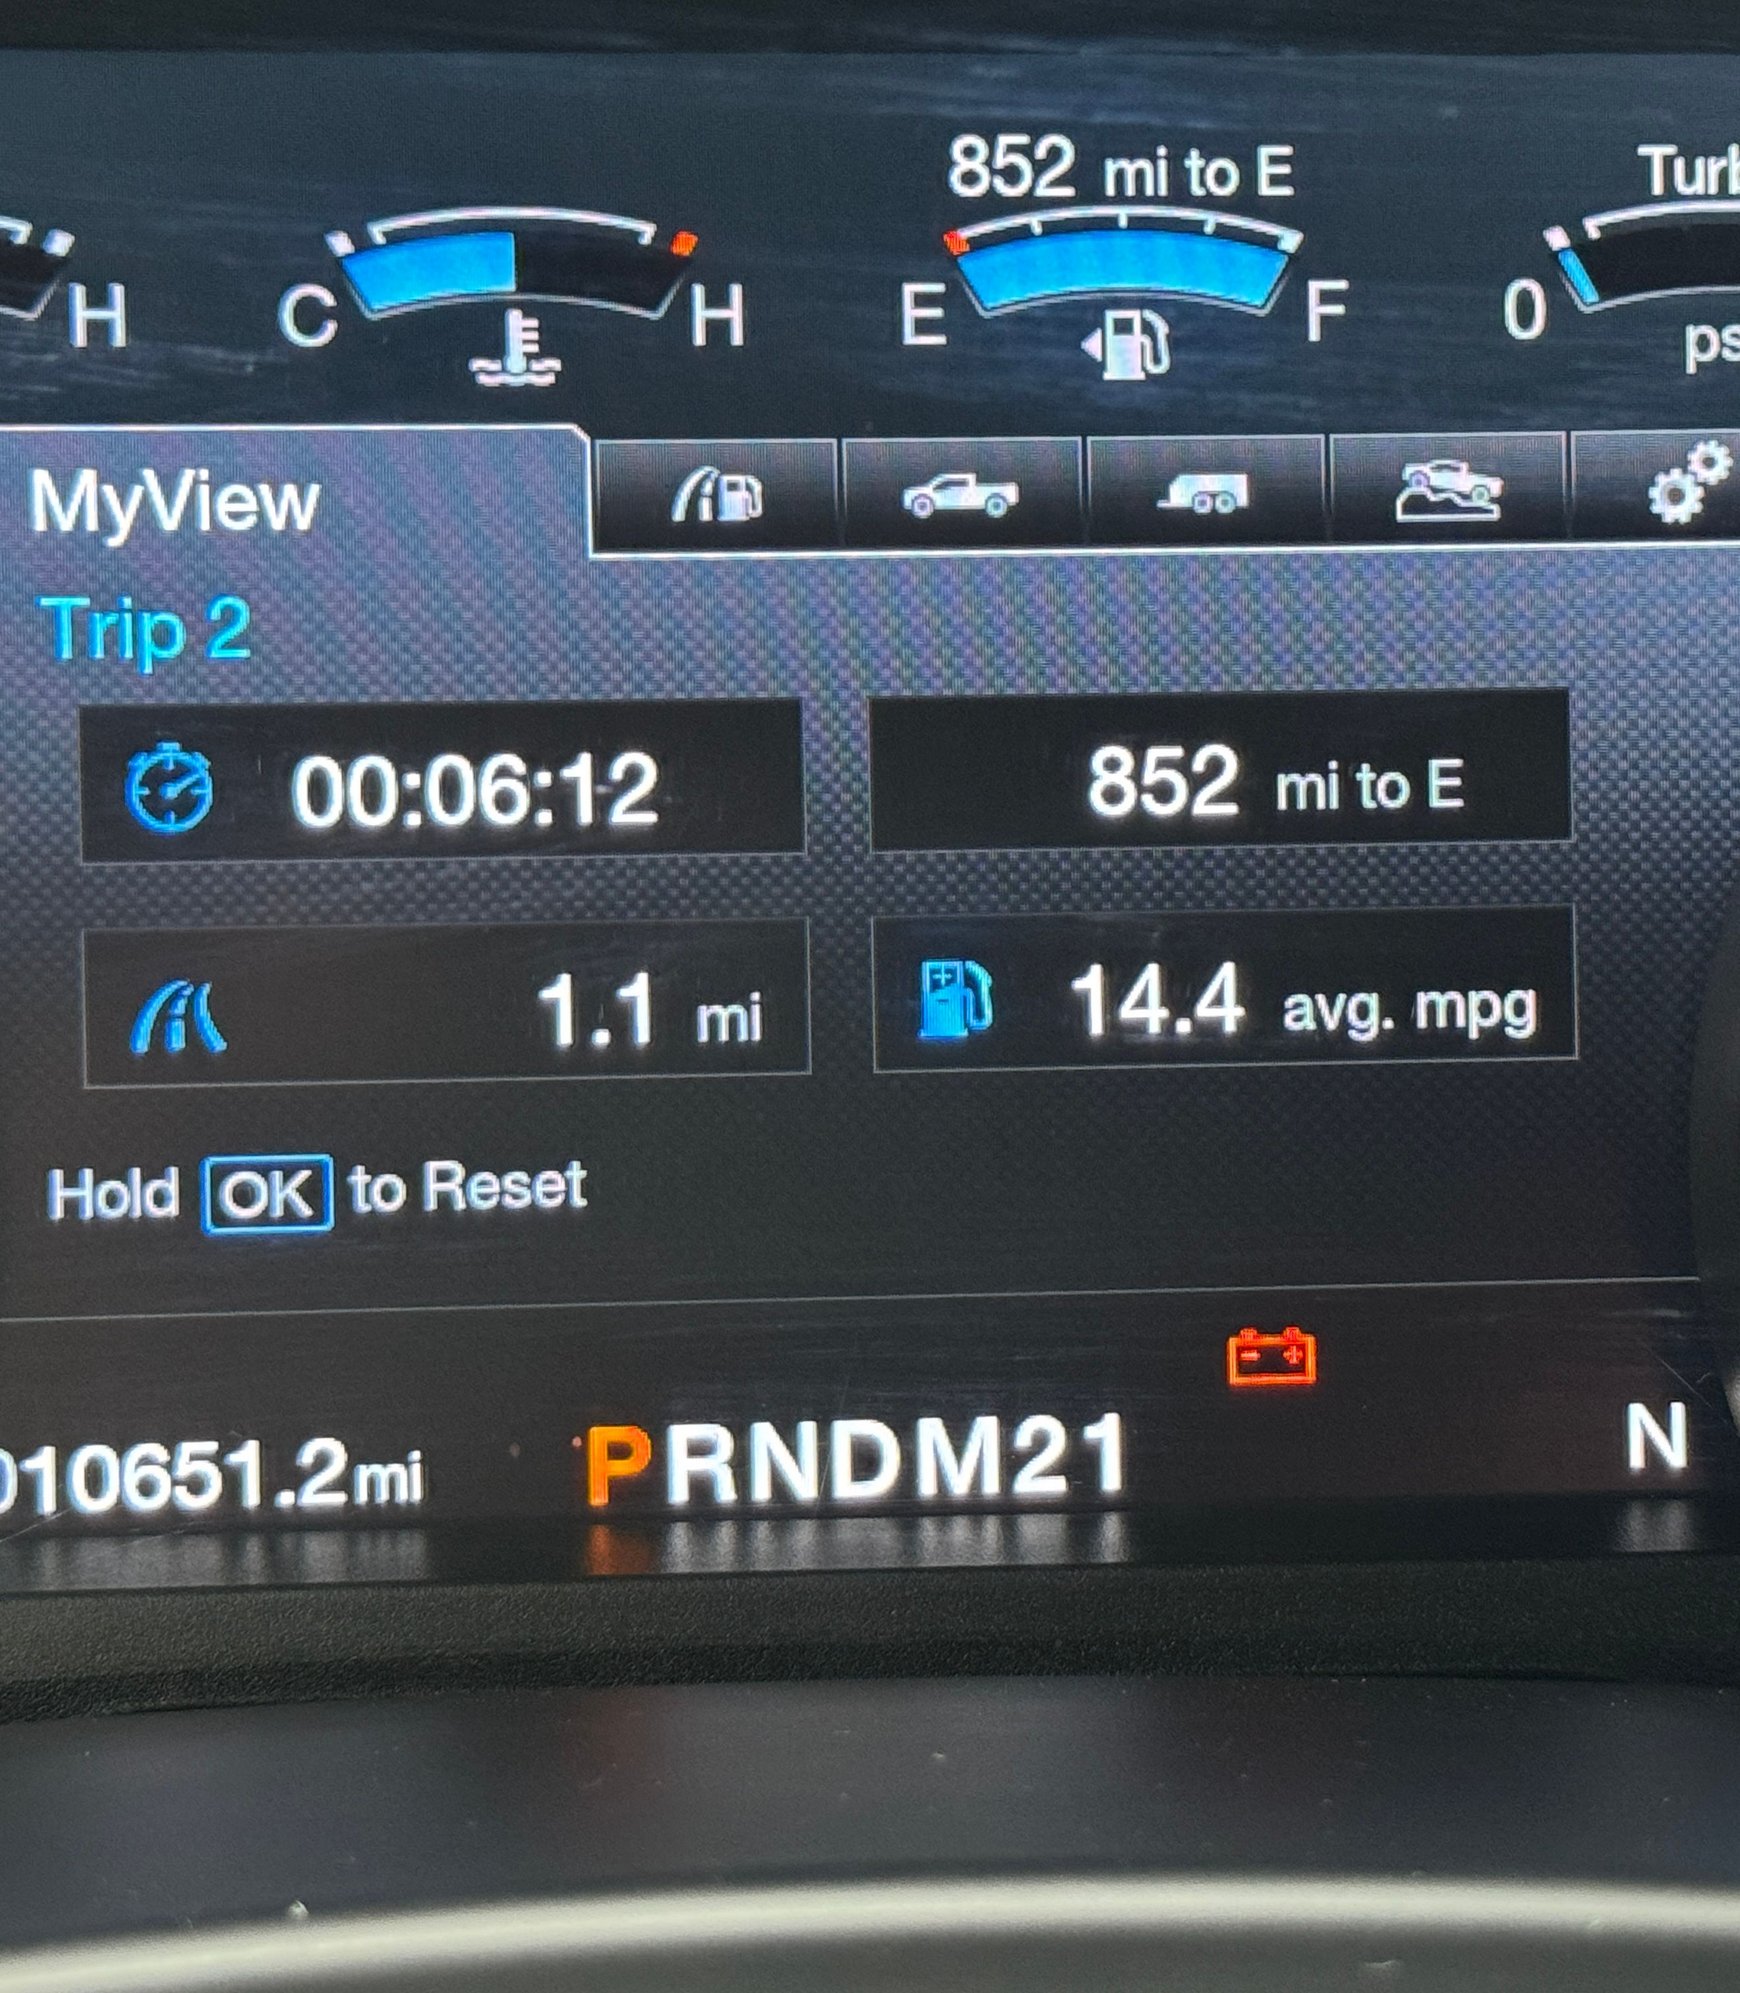 852 mi to E
H
C H
E F
0
MyView
Trip 2
00:06:12
852 mi to E
1.1 mi
14.4 avg. mpg
Hold OK to Reset
010651.2mi
PRNDM21
N